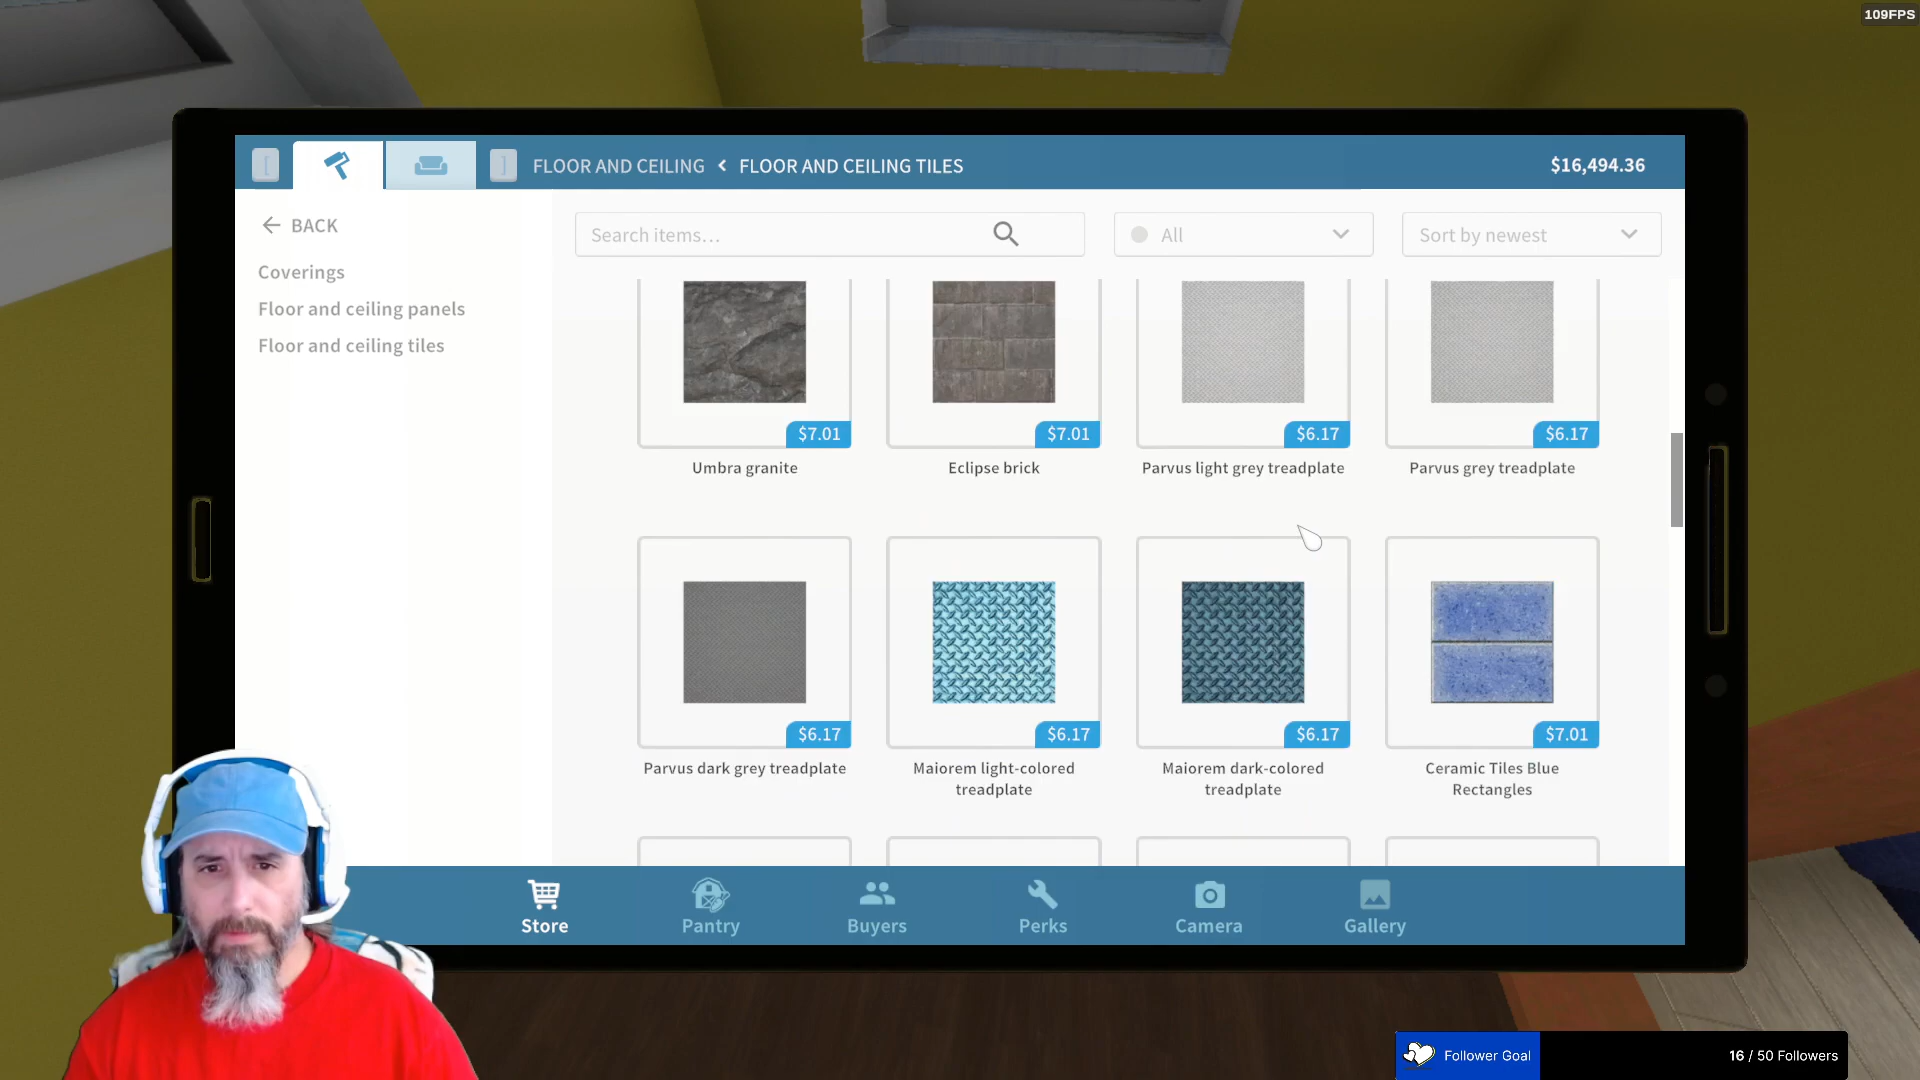 109FPS
[
]
FLOOR AND CEILING < FLOOR AND CEILING TILES
$16,494.36
BACK
Coverings
Floor and ceiling panels
Floor and ceiling tiles
Search items...
All
Sort by newest
$7.01
$7.01
$6.17
$6.17
Umbra granite
Eclipse brick
Parvus light grey treadplate
Parvus grey treadplate
$6.17
$6.17
$6.17
$7.01
Parvus dark grey treadplate
Maiorem light-colored
treadplate
Maiorem dark-colored
treadplate
Ceramic Tiles Blue
Rectangles
Store
Pantry
Buyers
Perks
Camera
Gallery
Follower Goal
16 / 50 Followers